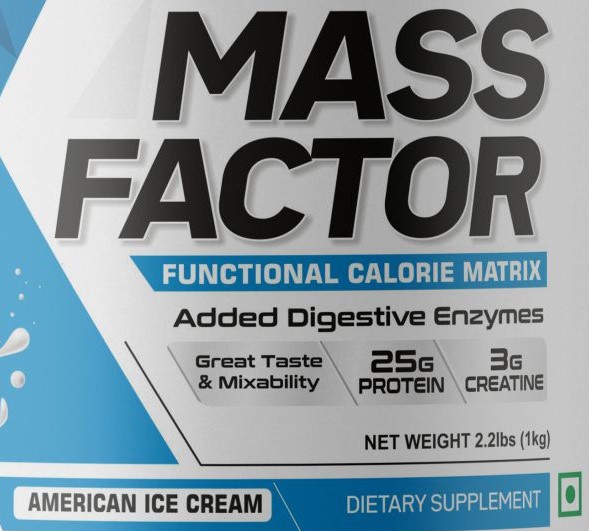 MASS
FACTOR
FUNCTIONAL CALORIE MATRIX
Added Digestive Enzymes
Great Taste
& Mixability
25G
PROTEIN
3G
CREATINE
NET WEIGHT 2.2lbs (1kg)
AMERICAN ICE CREAM
DIETARY SUPPLEMENT